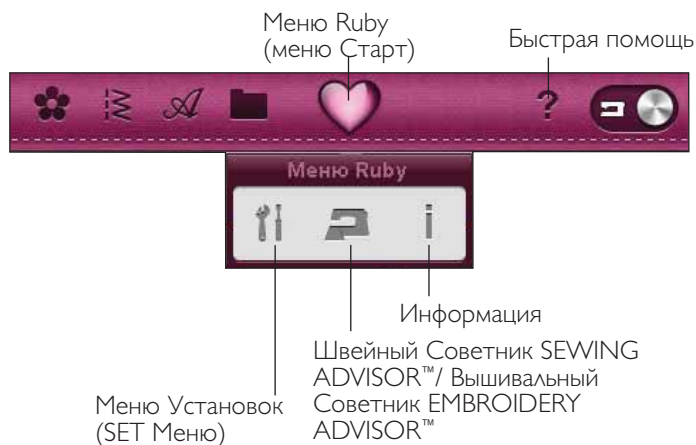 Меню Ruby
(меню Старт)
Быстрая помощь
?
Меню Ruby
Информация
Швейный Советник SEWING
ADVISOR™/ Вышивальный
Советник EMBROIDERY
ADVISOR™
Меню Установок
(SET Меню)